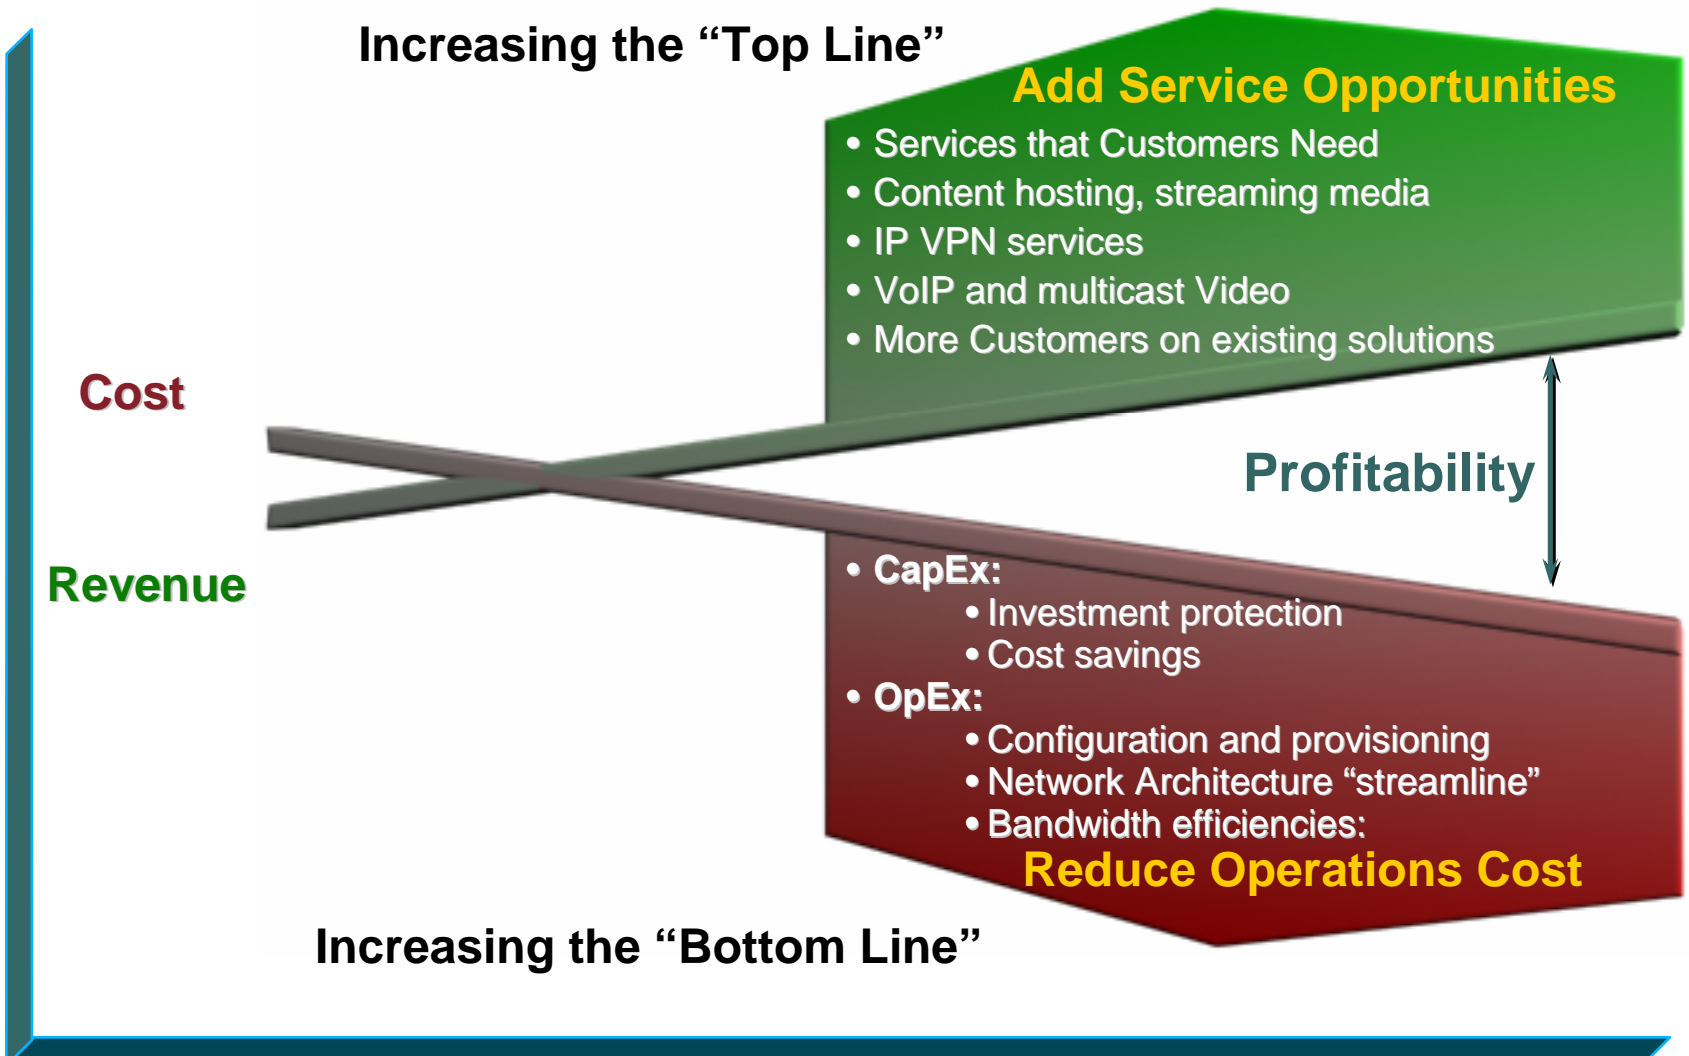 Increasing the “Top Line”
Add Service Opportunities
• Services that Customers Need
• Content hosting, streaming media
• IP VPN services
• VoIP and multicast Video
• More Customers on existing solutions
Cost
Profitability
Revenue
• CapEx:
• Investment protection
• Cost savings
• OpEx:
• Configuration and provisioning
• Network Architecture “streamline”
• Bandwidth efficiencies:
Reduce Operations Cost
Increasing the “Bottom Line”